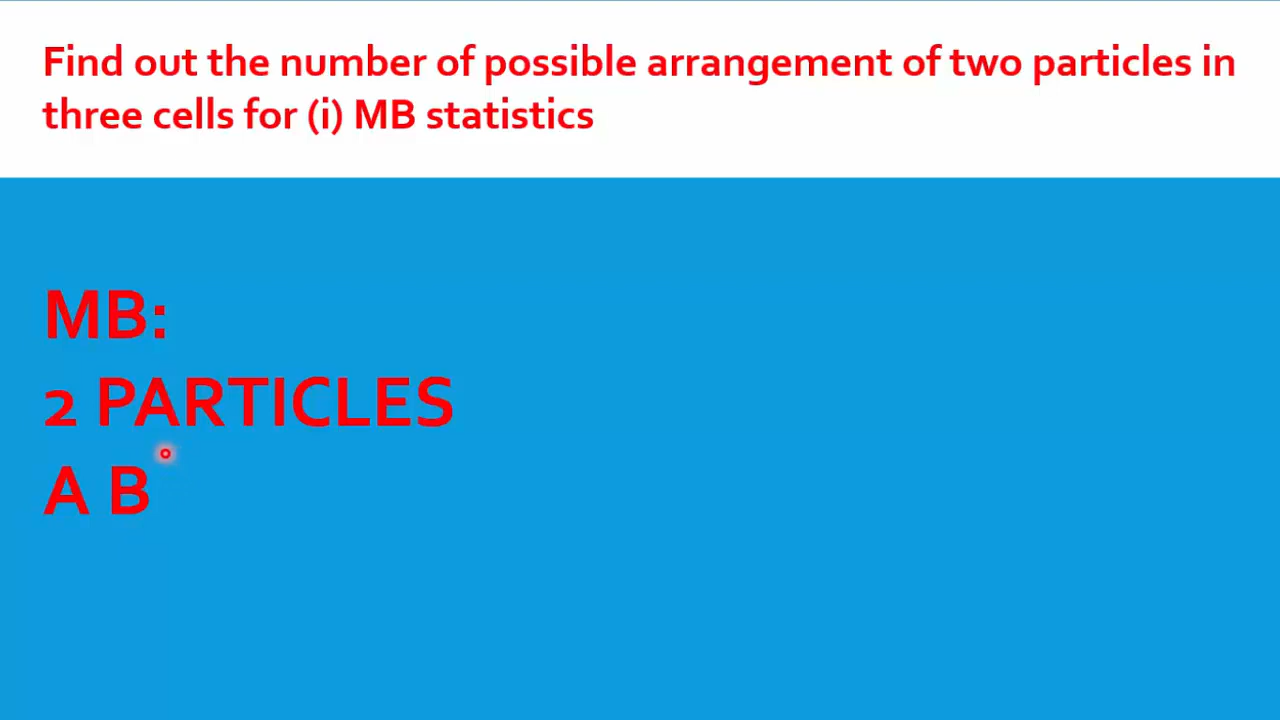 Find out the number of possible arrangement of two particles in
three cells for (i) MB statistics
MB:
2 PARTICLES
A B